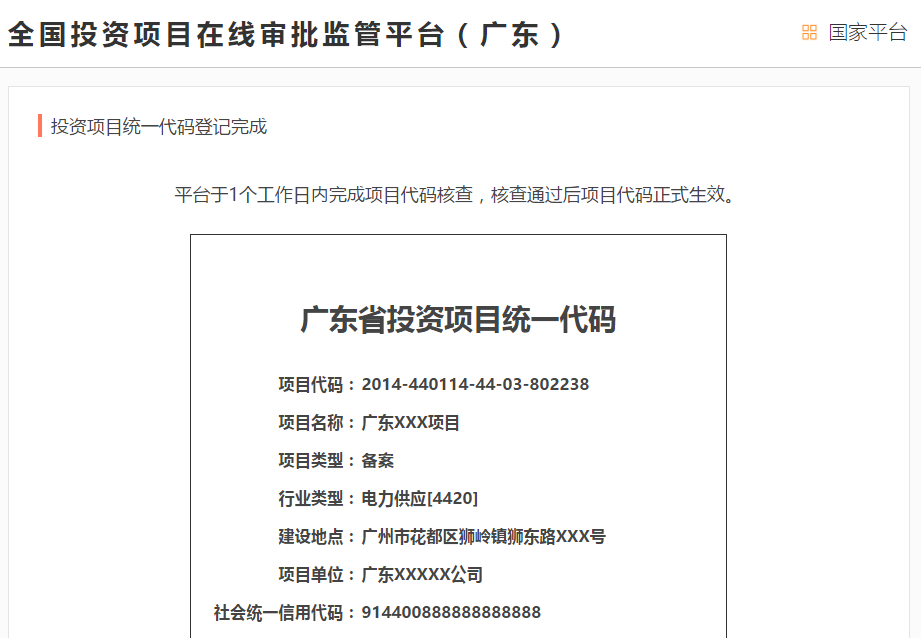 全国投资项目在线审批监管平台（广东）
国家平台
投资项目统一代码登记完成
平台于1个工作日内完成项目代码核查，核查通过后项目代码正式生效。
广东省投资项目统一代码
项目代码：2014-440114-44-03-802238
项目名称：广东XXX项目
项目类型：备案
行业类型：电力供应[4420]
建设地点：广州市花都区狮岭镇狮东路XXX号
项目单位：广东XXXXX公司
社会统一信用代码：914400888888888888